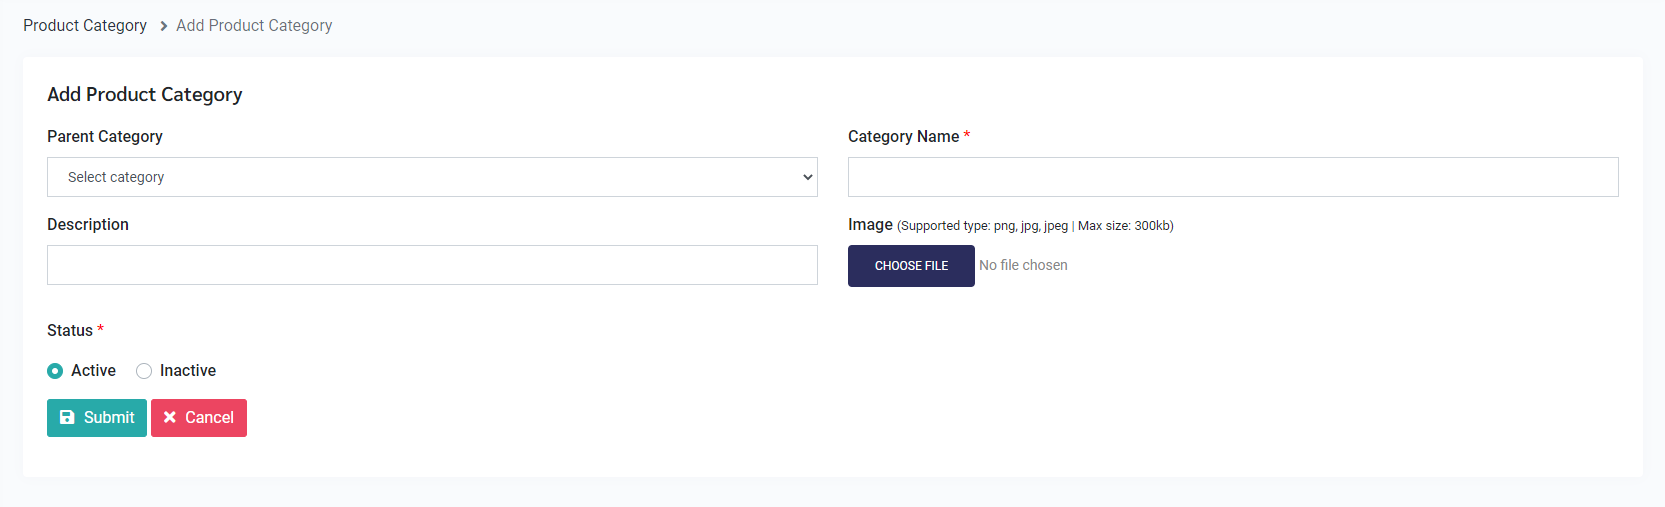 Product Category > Add Product Category
Add Product Category
Parent Category
Select category
Category Name *
Description
Image (Supported type: png, jpg, jpeg | Max size: 300kb)
CHOOSE FILE No file chosen
Status *
Active Inactive
Submit Cancel